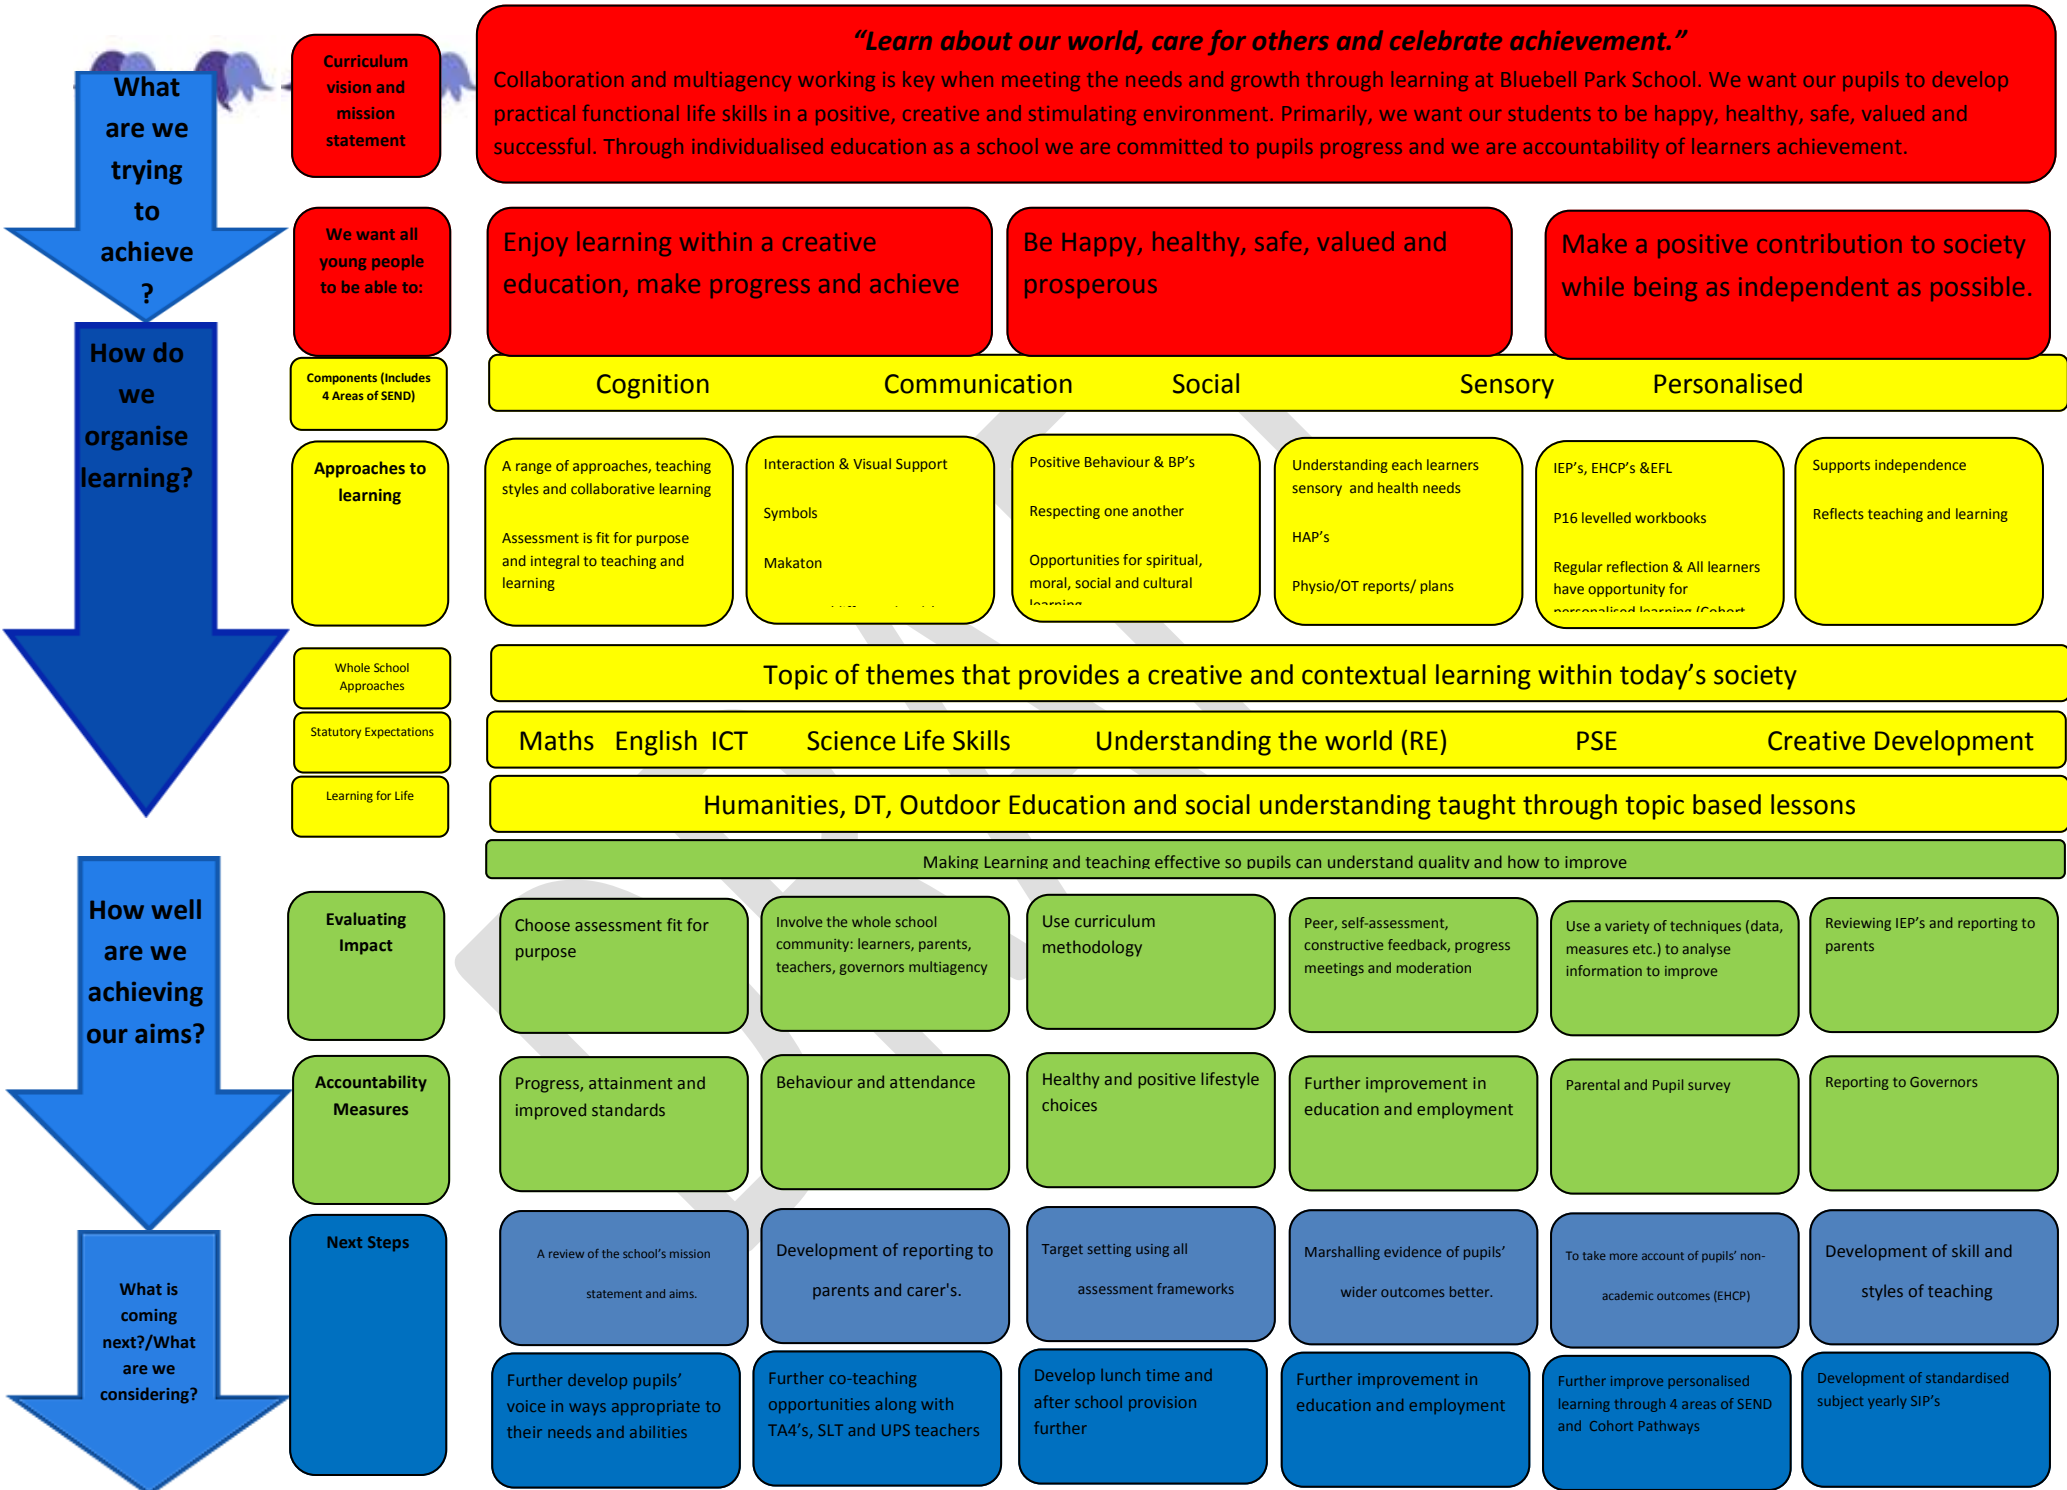 What
are we
trying
to
achieve
?
Curriculum
vision and
mission
statement
“Learn about our world, care for others and celebrate achievement.”
Collaboration and multiagency working is key when meeting the needs and growth through learning at Bluebell Park School. We want our pupils to develop
practical functional life skills in a positive, creative and stimulating environment. Primarily, we want our students to be happy, healthy, safe, valued and
successful. Through individualised education as a school we are committed to pupils progress and we are accountability of learners achievement.
We want all
young people
to be able to:
Enjoy learning within a creative
education, make progress and achieve
Be Happy, healthy, safe, valued and
prosperous
Make a positive contribution to society
while being as independent as possible.
How do
we
organise
learning?
Components (Includes
4 Areas of SEND)
Cognition Communication Social Sensory Personalised
Approaches to
learning
A range of approaches, teaching
styles and collaborative learning
Assessment is fit for purpose
and integral to teaching and
learning
Interaction & Visual Support
Symbols
Makaton
Positive Behaviour & BP’s
Respecting one another
Opportunities for spiritual,
moral, social and cultural
learning
Understanding each learners
sensory and health needs
HAP’s
Physio/OT reports/ plans
IEP’s, EHCP’s &EFL
P16 levelled workbooks
Regular reflection & All learners
have opportunity for
personalised learning (Cohort
Supports independence
Reflects teaching and learning
Whole School
Approaches
Topic of themes that provides a creative and contextual learning within today’s society
Statutory Expectations
Maths English ICT Science Life Skills Understanding the world (RE) PSE Creative Development
Learning for Life
Humanities, DT, Outdoor Education and social understanding taught through topic based lessons
Making Learning and teaching effective so pupils can understand quality and how to improve
How well
are we
achieving
our aims?
Evaluating
Impact
Choose assessment fit for
purpose
Involve the whole school
community: learners, parents,
teachers, governors multiagency
Use curriculum
methodology
Peer, self-assessment,
constructive feedback, progress
meetings and moderation
Use a variety of techniques (data,
measures etc.) to analyse
information to improve
Reviewing IEP’s and reporting to
parents
Accountability
Measures
Progress, attainment and
improved standards
Behaviour and attendance
Healthy and positive lifestyle
choices
Further improvement in
education and employment
Parental and Pupil survey
Reporting to Governors
What is
coming
next?/What
are we
considering?
Next Steps
A review of the school’s mission
statement and aims.
Development of reporting to
parents and carer's.
Target setting using all
assessment frameworks
Marshalling evidence of pupils’
wider outcomes better.
To take more account of pupils’ non-
academic outcomes (EHCP)
Development of skill and
styles of teaching
Further develop pupils’
voice in ways appropriate to
their needs and abilities
Further co-teaching
opportunities along with
TA4’s, SLT and UPS teachers
Develop lunch time and
after school provision
further
Further improvement in
education and employment
Further improve personalised
learning through 4 areas of SEND
and Cohort Pathways
Development of standardised
subject yearly SIP’s
DRAFT